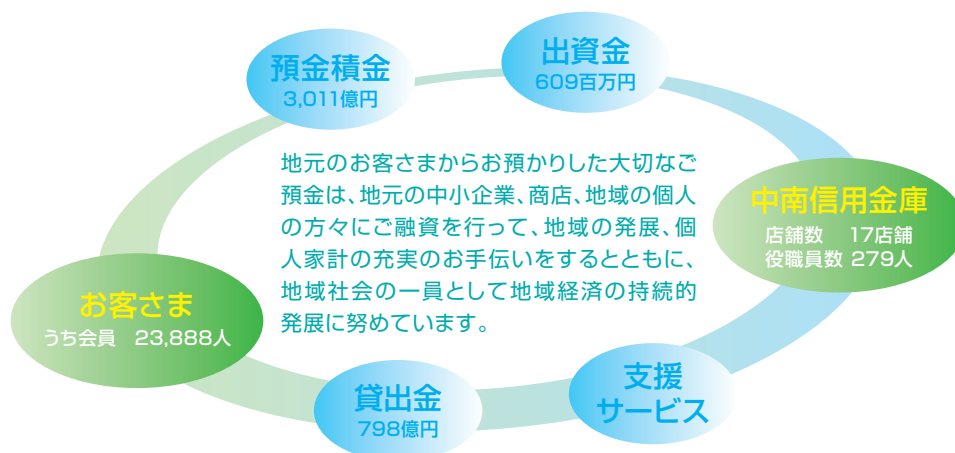 預金積金
3,011億円
出資金
609百万円
地元のお客さまからお預かりした大切なご
預金は、地元の中小企業、商店、地域の個人
の方々にご融資を行って、地域の発展、個
人家計の充実のお手伝いをするとともに、
地域社会の一員として地域経済の持続的
発展に努めています。
中南信用金庫
店舗数 17店舗
役職員数 279人
お客さま
うち会員 23,888人
貸出金
798億円
支援
サービス